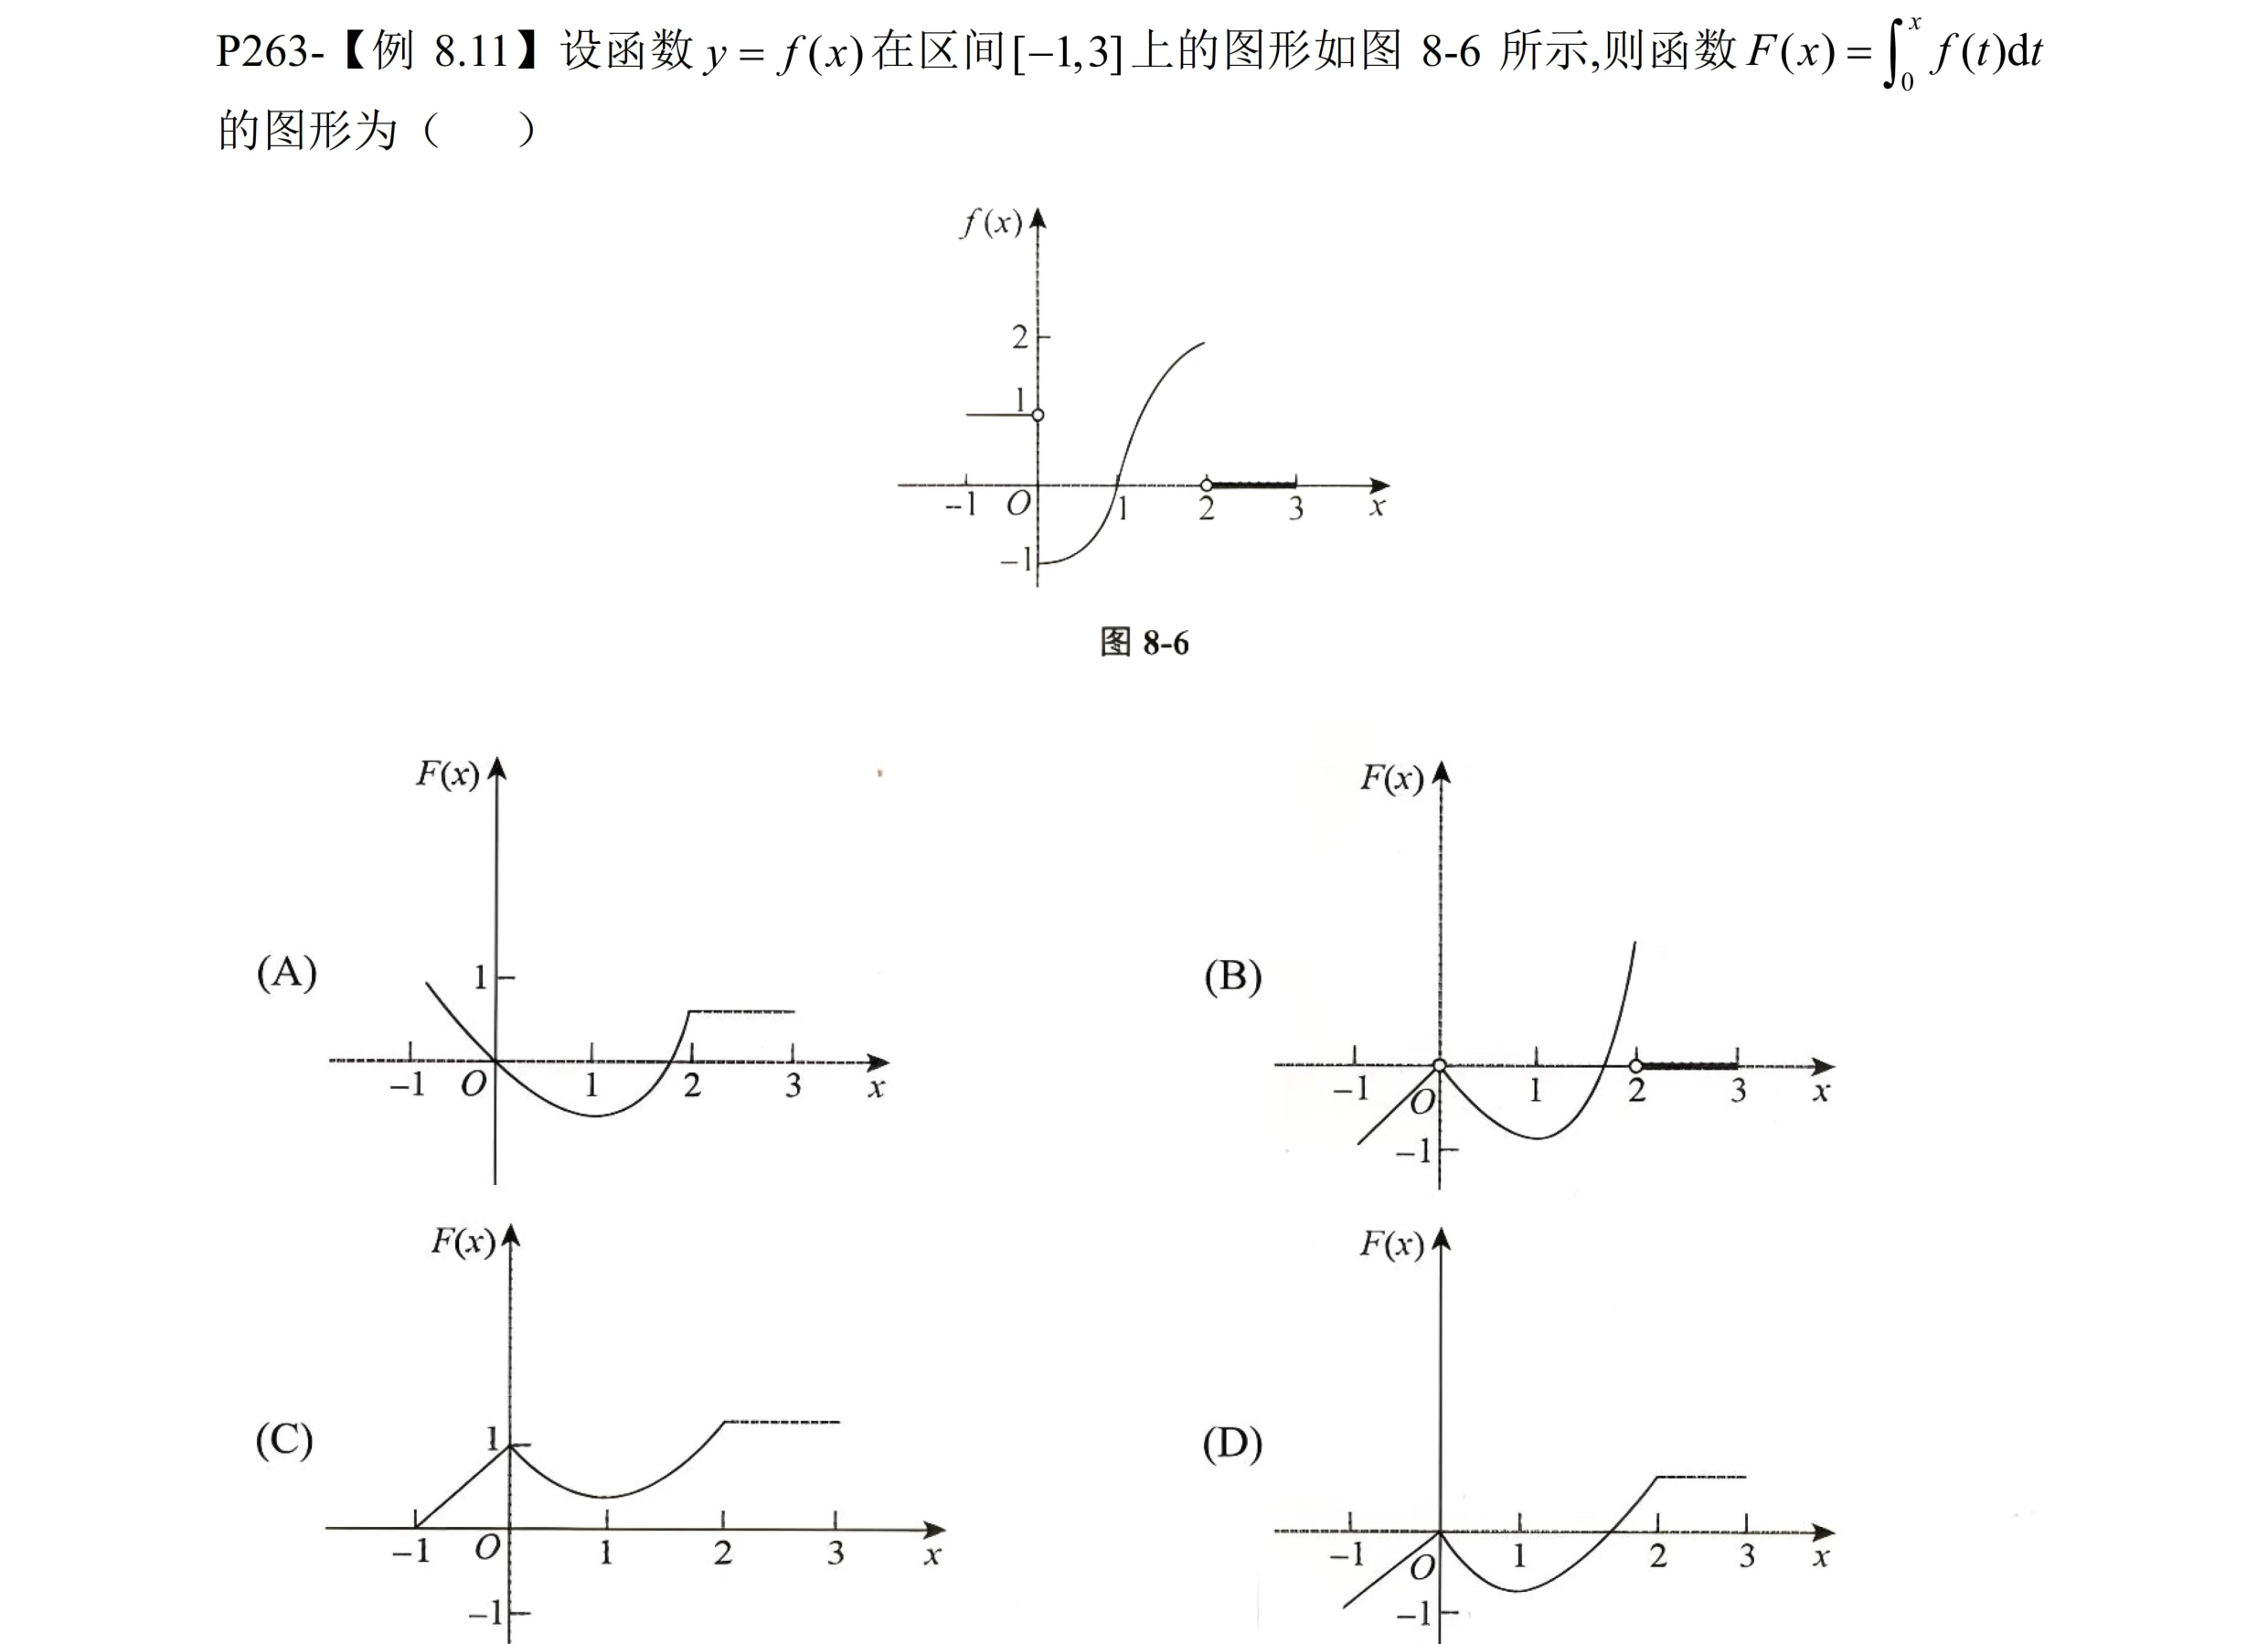 P263-【例 8.11】设函数 y = f(x) 在区间[−1,3]上的图形如图 8-6 所示,则函数 F(x) = ∫₀ˣ f(t)dt
的图形为（　　）
f(x)
2
1
--1 O 1 2 3 x
−1
图 8-6
F(x)
(A)
1
−1 O 1 2 3 x
F(x)
(B)
−1 O 1 2 3 x
−1
F(x)
(C)
1
−1 O 1 2 3 x
−1
F(x)
(D)
−1 O 1 2 3 x
−1